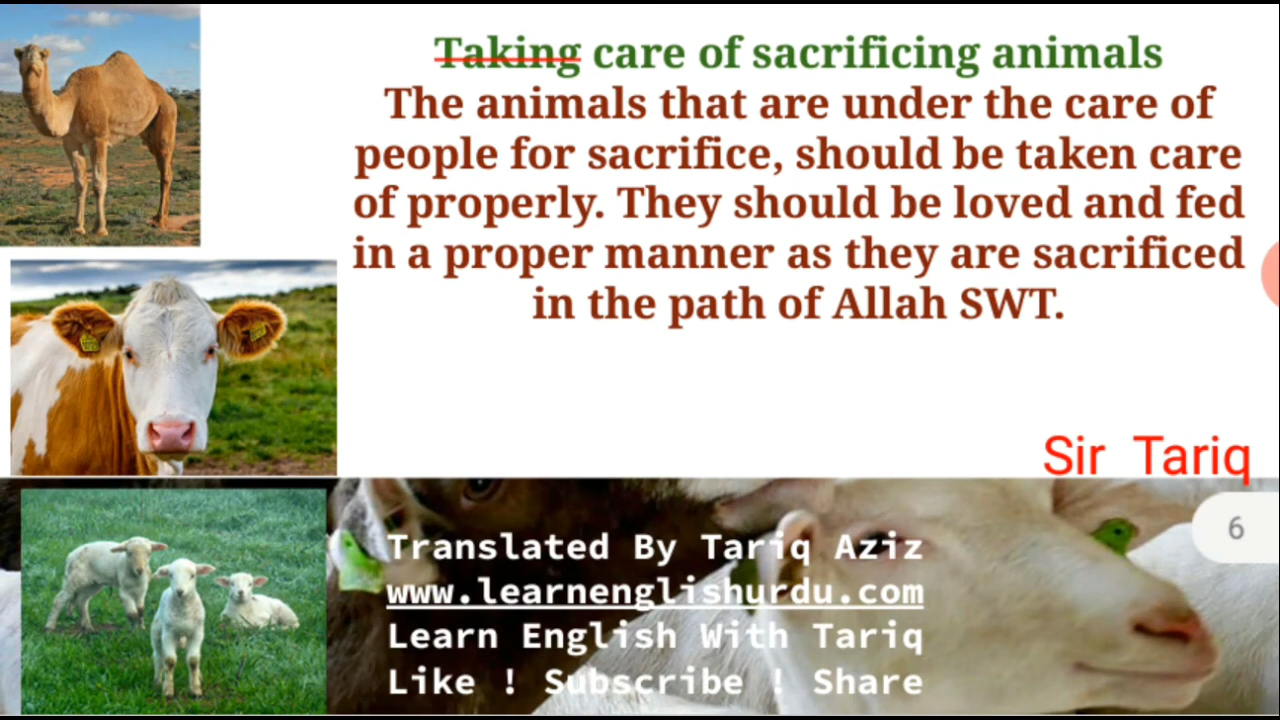 Taking care of sacrificing animals
The animals that are under the care of
people for sacrifice, should be taken care
of properly. They should be loved and fed
in a proper manner as they are sacrificed
in the path of Allah SWT.
Sir Tariq
6
Translated By Tariq Aziz
www.learnenglishurdu.com
Learn English With Tariq
Like ! Subscribe ! Share